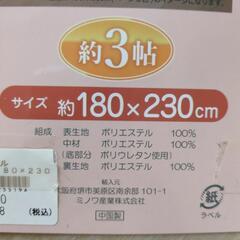 約3帖
サイズ 約180×230cm
組成 表生地 ポリエステル 100%
中材 ポリエステル 100%
(底部分 ポリウレタン使用)
裏生地 ポリエステル 100%
輸入元
大阪府堺市美原区南余部 101-1
ミノワ産業株式会社
中国製
紙
ラベル
80×230
(税込)